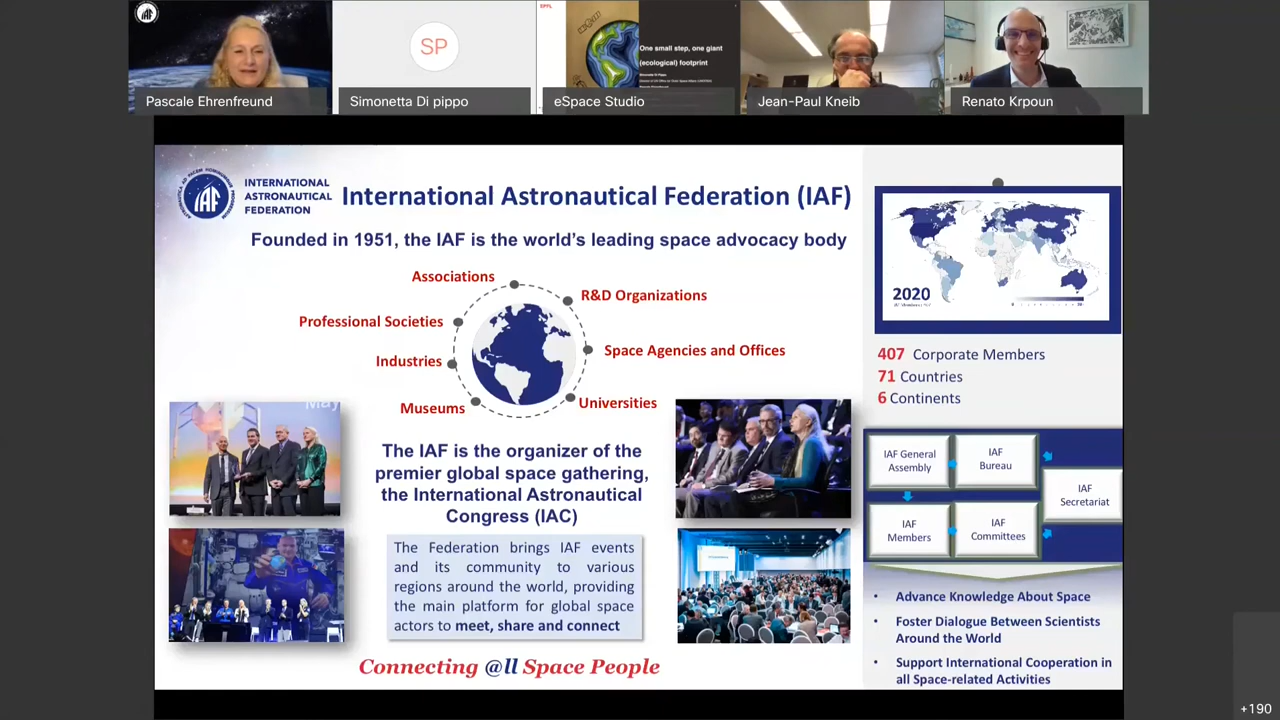 IAF
SP
EPFL
One small step, one giant
(ecological) footprint
Pascale Ehrenfreund
Simonetta Di pippo
eSpace Studio
Jean-Paul Kneib
Renato Krpoun
IAF
INTERNATIONAL
ASTRONAUTICAL
FEDERATION
International Astronautical Federation (IAF)
Founded in 1951, the IAF is the world's leading space advocacy body
Associations
R&D Organizations
Professional Societies
Space Agencies and Offices
Industries
Museums
Universities
The IAF is the organizer of the
premier global space gathering,
the International Astronautical
Congress (IAC)
The Federation brings IAF events
and its community to various
regions around the world, providing
the main platform for global space
actors to meet, share and connect
Connecting @ll Space People
2020
407 Corporate Members
71 Countries
6 Continents
IAF General
Assembly
IAF
Bureau
IAF
Secretariat
IAF
Members
IAF
Committees
• Advance Knowledge About Space
• Foster Dialogue Between Scientists
Around the World
• Support International Cooperation in
all Space-related Activities
+190